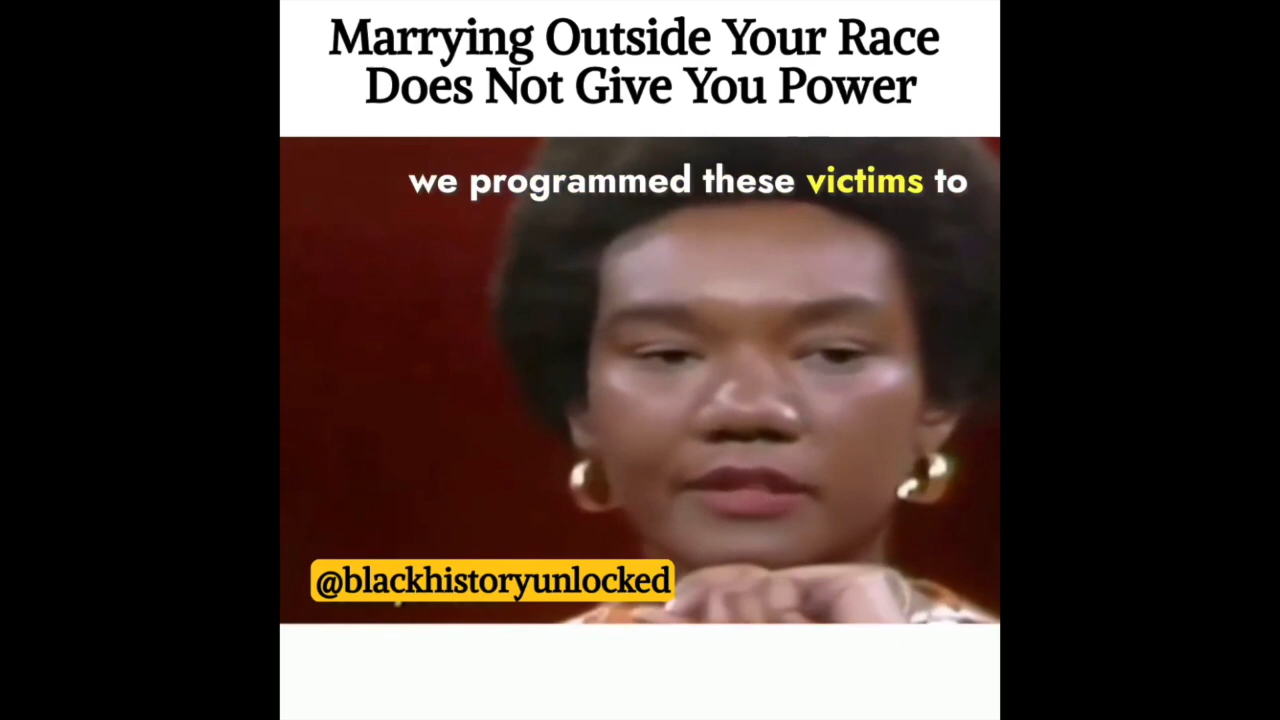 Marrying Outside Your Race
Does Not Give You Power
we programmed these victims to
@blackhistoryunlocked